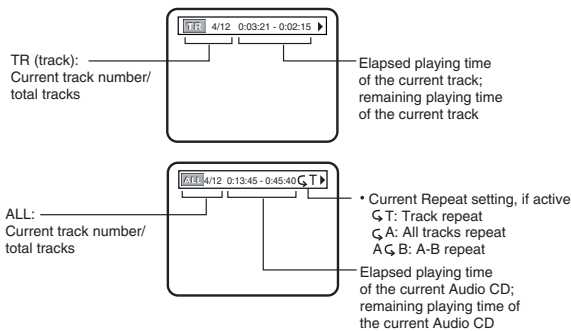 TR 4/12 0:03:21 - 0:02:15
TR (track):
Current track number/
total tracks
Elapsed playing time
of the current track;
remaining playing time
of the current track
ALL 4/12 0:13:45 - 0:45:40 T
ALL:
Current track number/
total tracks
• Current Repeat setting, if active
T: Track repeat
A: All tracks repeat
A B: A-B repeat
Elapsed playing time
of the current Audio CD;
remaining playing time of
the current Audio CD